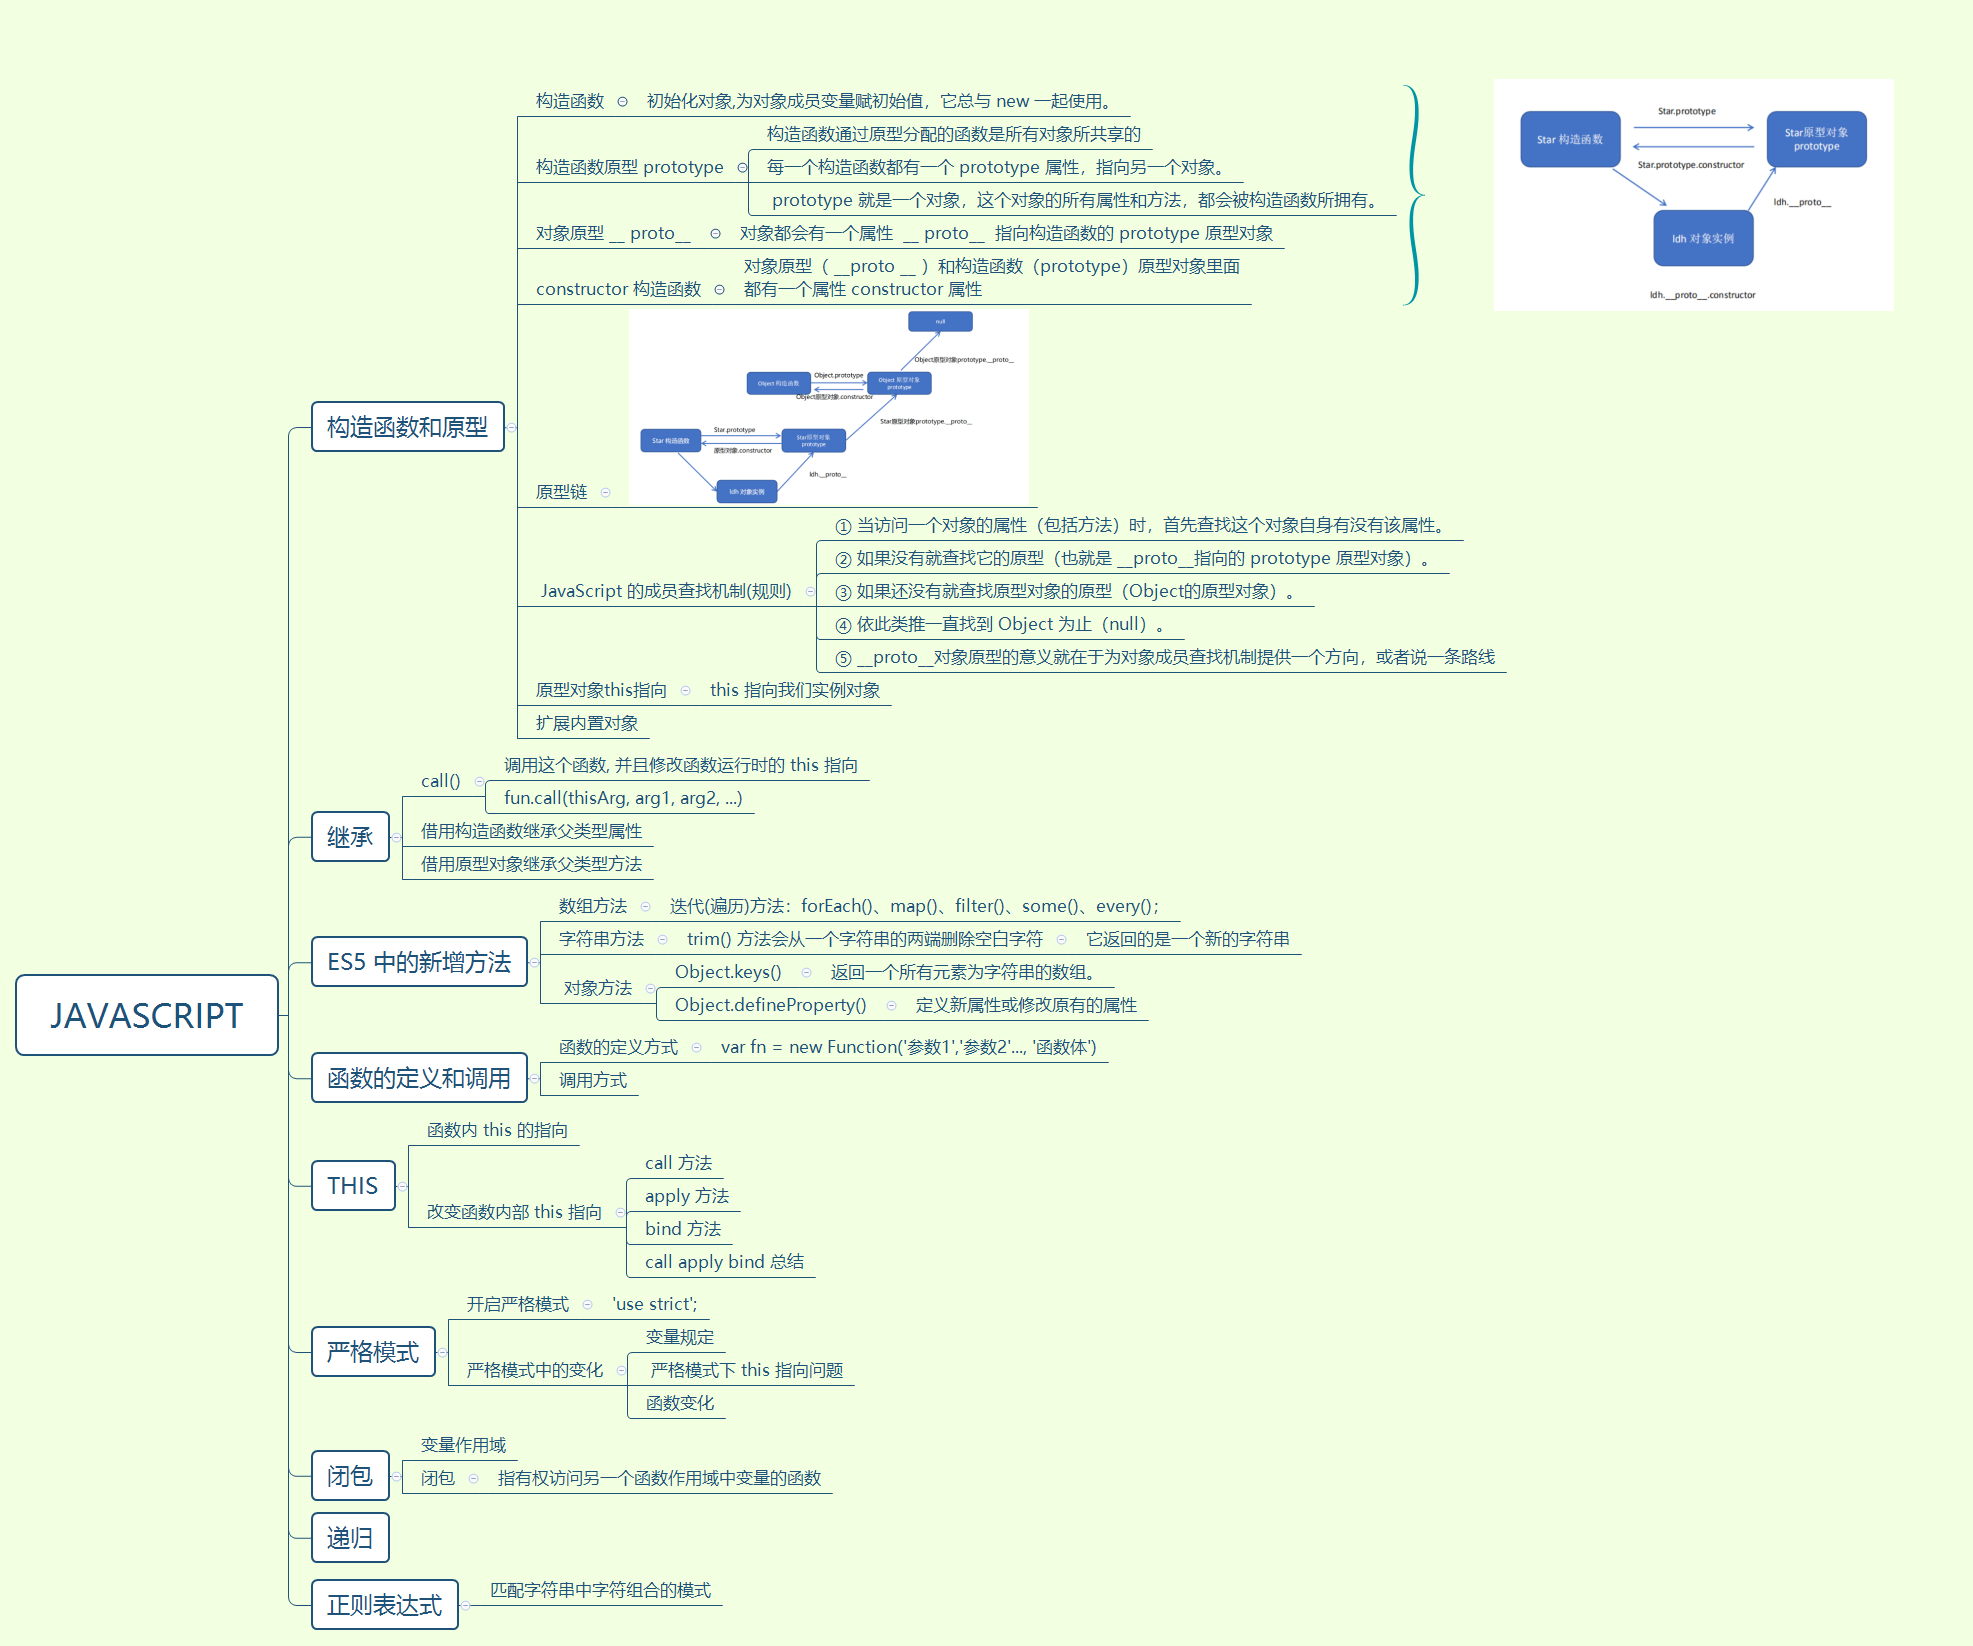 JAVASCRIPT
构造函数和原型
构造函数
初始化对象,为对象成员变量赋初始值，它总与 new 一起使用。
构造函数原型 prototype
构造函数通过原型分配的函数是所有对象所共享的
每一个构造函数都有一个 prototype 属性，指向另一个对象。
prototype 就是一个对象，这个对象的所有属性和方法，都会被构造函数所拥有。
对象原型 __ proto__
对象都会有一个属性 __ proto__ 指向构造函数的 prototype 原型对象
constructor 构造函数
对象原型（ __proto __ ）和构造函数（prototype）原型对象里面
都有一个属性 constructor 属性
Star 构造函数
Star.prototype
Star原型对象
prototype
Star.prototype.constructor
ldh.__proto__
ldh 对象实例
ldh.__proto__.constructor
原型链
null
Object原型对象prototype.__proto__
Object 构造函数
Object.prototype
Object 原型对象
prototype
Object原型对象.constructor
Star原型对象prototype.__proto__
Star 构造函数
Star.prototype
Star原型对象
prototype
原型对象.constructor
ldh.__proto__
ldh 对象实例
JavaScript 的成员查找机制(规则)
① 当访问一个对象的属性（包括方法）时，首先查找这个对象自身有没有该属性。
② 如果没有就查找它的原型（也就是 __proto__指向的 prototype 原型对象）。
③ 如果还没有就查找原型对象的原型（Object的原型对象）。
④ 依此类推一直找到 Object 为止（null）。
⑤ __proto__对象原型的意义就在于为对象成员查找机制提供一个方向，或者说一条路线
原型对象this指向
this 指向我们实例对象
扩展内置对象
继承
call()
调用这个函数, 并且修改函数运行时的 this 指向
fun.call(thisArg, arg1, arg2, ...)
借用构造函数继承父类型属性
借用原型对象继承父类型方法
ES5 中的新增方法
数组方法
迭代(遍历)方法：forEach()、map()、filter()、some()、every()；
字符串方法
trim() 方法会从一个字符串的两端删除空白字符
它返回的是一个新的字符串
对象方法
Object.keys()
返回一个所有元素为字符串的数组。
Object.defineProperty()
定义新属性或修改原有的属性
函数的定义和调用
函数的定义方式
var fn = new Function('参数1','参数2'..., '函数体')
调用方式
THIS
函数内 this 的指向
改变函数内部 this 指向
call 方法
apply 方法
bind 方法
call apply bind 总结
严格模式
开启严格模式
'use strict';
严格模式中的变化
变量规定
严格模式下 this 指向问题
函数变化
闭包
变量作用域
闭包
指有权访问另一个函数作用域中变量的函数
递归
正则表达式
匹配字符串中字符组合的模式